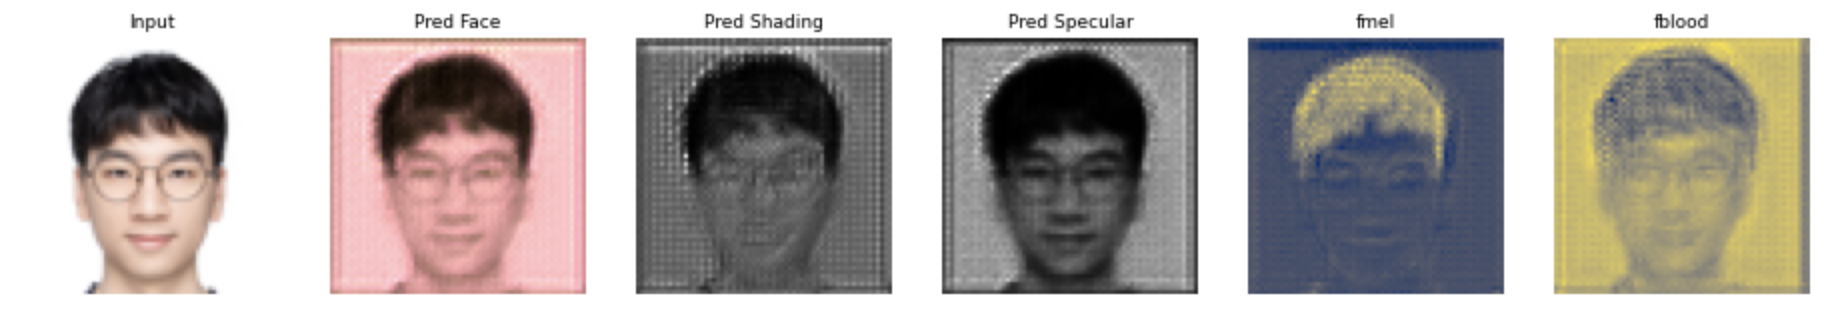 Input
Pred Face
Pred Shading
Pred Specular
fmel
fblood